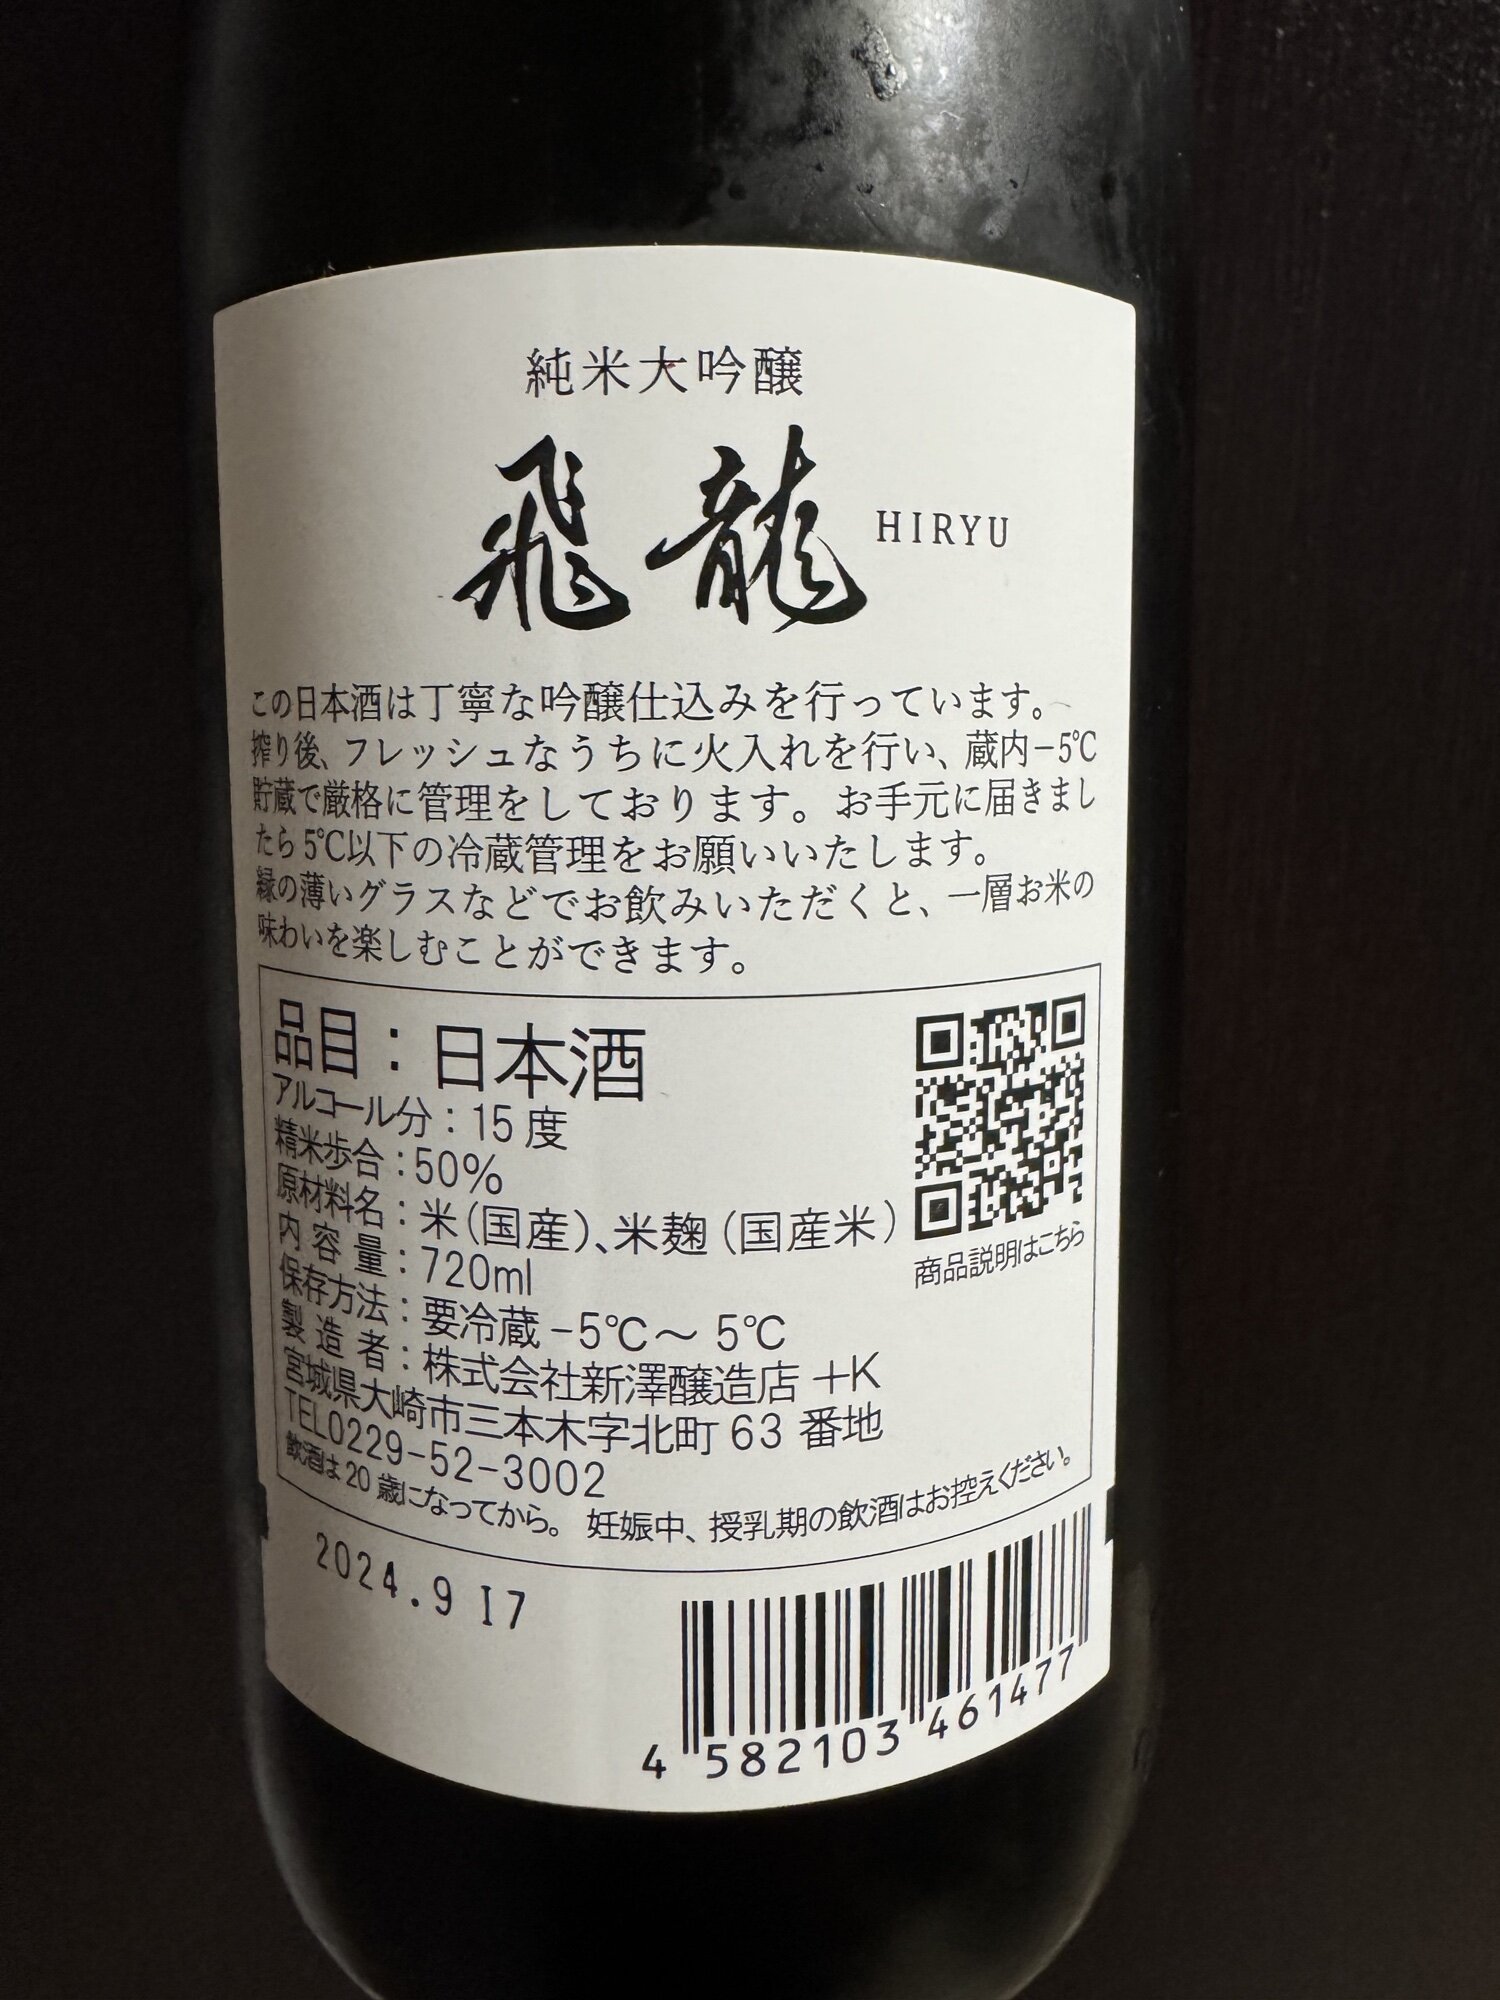 純米大吟醸
飛龍 HIRYU
この日本酒は丁寧な吟醸仕込みを行っています。
搾り後、フレッシュなうちに火入れを行い、蔵内−5℃
貯蔵で厳格に管理をしております。お手元に届きまし
たら5℃以下の冷蔵管理をお願いいたします。
縁の薄いグラスなどでお飲みいただくと、一層お米の
味わいを楽しむことができます。
品目：日本酒
アルコール分：15度
精米歩合：50%
原材料名：米（国産）、米麹（国産米）
内容量：720ml
保存方法：要冷蔵−5℃〜5℃
製造者：株式会社新澤醸造店 +K
宮城県大崎市三本木字北町63番地
TEL0229-52-3002
飲酒は20歳になってから。妊娠中、授乳期の飲酒はお控えください。
商品説明はこちら
2024.9 I7
4 582103 461477